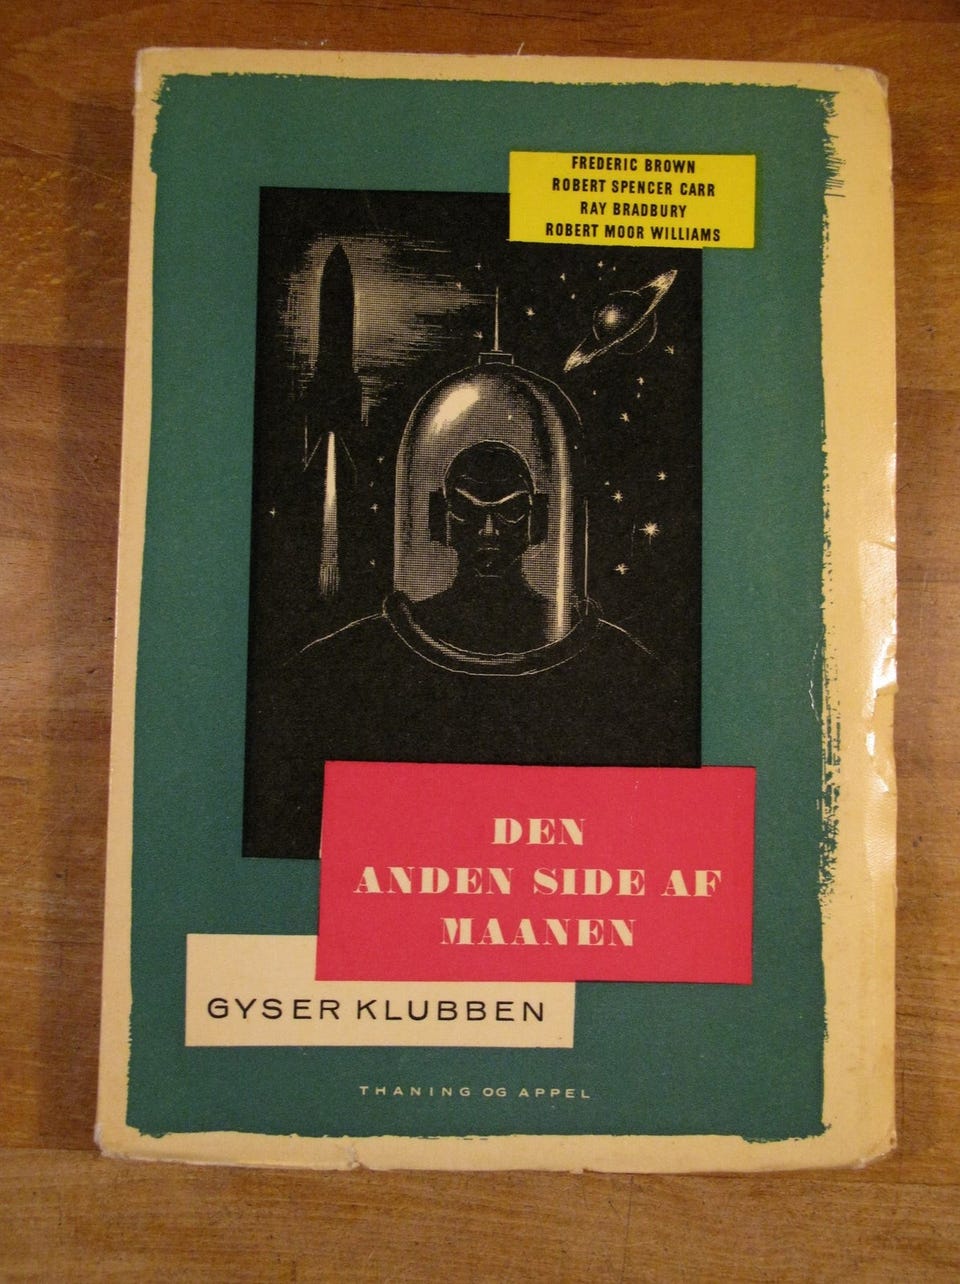 FREDERIC BROWN
ROBERT SPENCER CARR
RAY BRADBURY
ROBERT MOOR WILLIAMS
DEN
ANDEN SIDE AF
MAANEN
GYSER KLUBBEN
THANING OG APPEL